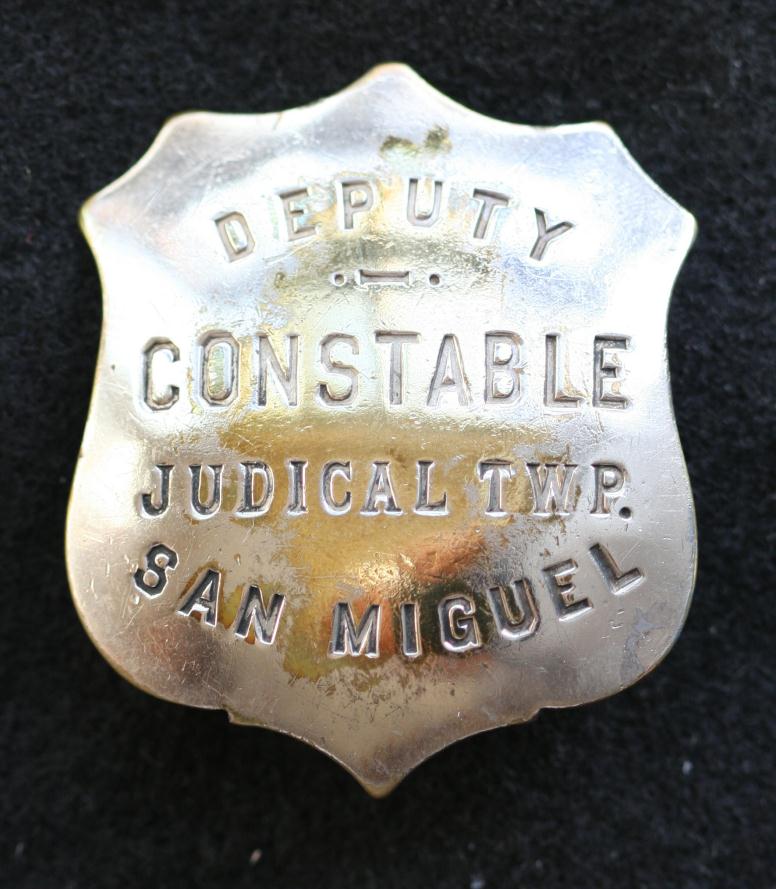 DEPUTY
CONSTABLE
JUDICAL TWP.
SAN MIGUEL